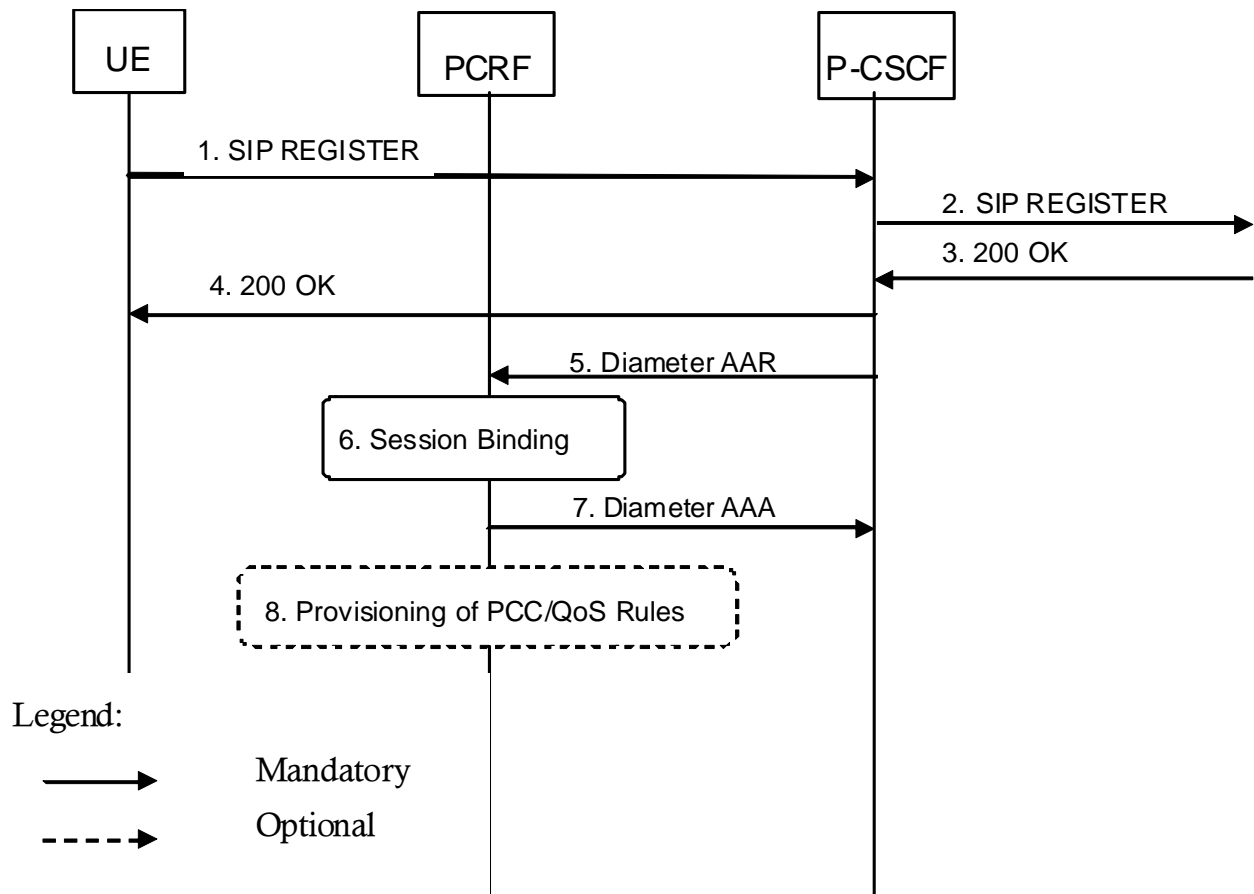 UE
PCRF
P-CSCF
1. SIP REGISTER
2. SIP REGISTER
3. 200 OK
4. 200 OK
5. Diameter AAR
6. Session Binding
7. Diameter AAA
8. Provisioning of PCC/QoS Rules
Legend:
Mandatory
Optional